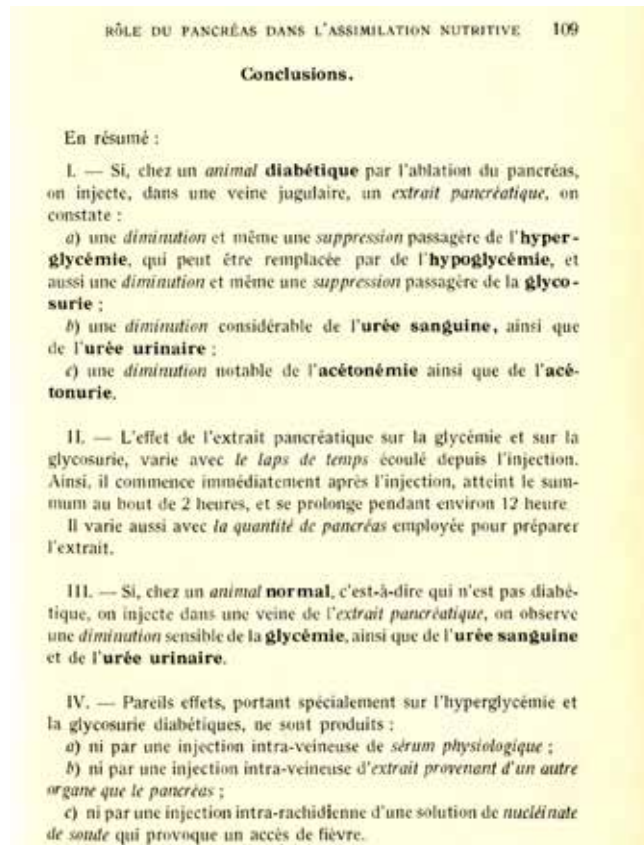 RÔLE DU PANCRÉAS DANS L'ASSIMILATION NUTRITIVE 109
Conclusions.
En résumé :
I. — Si, chez un animal diabétique par l'ablation du pancréas,
on injecte, dans une veine jugulaire, un extrait pancréatique, on
constate :
a) une diminution et même une suppression passagère de l'hyper-
glycémie, qui peut être remplacée par de l'hypoglycémie, et
aussi une diminution et même une suppression passagère de la glyco-
surie ;
b) une diminution considérable de l'urée sanguine, ainsi que
de l'urée urinaire ;
c) une diminution notable de l'acétonémie ainsi que de l'acé-
tonurie.
II. — L'effet de l'extrait pancréatique sur la glycémie et sur la
glycosurie, varie avec le laps de temps écoulé depuis l'injection.
Ainsi, il commence immédiatement après l'injection, atteint le sum-
mum au bout de 2 heures, et se prolonge pendant environ 12 heure
Il varie aussi avec la quantité de pancréas employée pour préparer
l'extrait.
III. — Si, chez un animal normal, c'est-à-dire qui n'est pas diabé-
tique, on injecte dans une veine de l'extrait pancréatique, on observe
une diminution sensible de la glycémie, ainsi que de l'urée sanguine
et de l'urée urinaire.
IV. — Pareils effets, portant spécialement sur l'hyperglycémie et
la glycosurie diabétiques, ne sont produits :
a) ni par une injection intra-veineuse de sérum physiologique ;
b) ni par une injection intra-veineuse d'extrait provenant d'un autre
organe que le pancréas ;
c) ni par une injection intra-rachidienne d'une solution de nucléinate
de soude qui provoque un accès de fièvre.